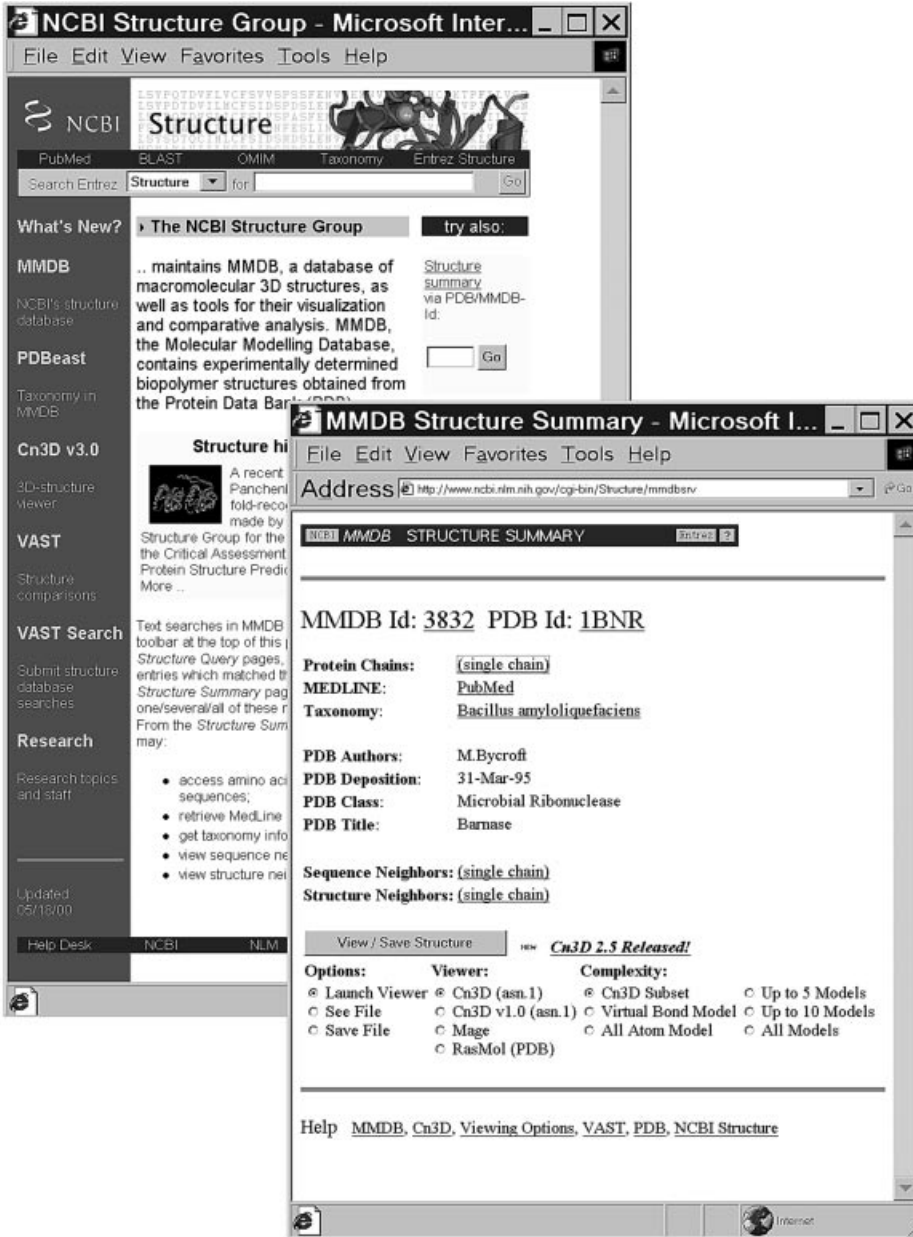 NCBI Structure Group - Microsoft Inter...
File Edit View Favorites Tools Help
NCBI
Structure
PubMed BLAST OMIM Taxonomy Entrez Structure
Search Entrez Structure for Go
What's New?
MMDB
NCBI's structure
database
PDBeast
Taxonomy in
MMDB
Cn3D v3.0
3D-structure
viewer
VAST
Structure
comparisons
VAST Search
Submit structure
database
searches
Research
Research topics
and staff
Updated
05/18/00
The NCBI Structure Group
.. maintains MMDB, a database of
macromolecular 3D structures, as
well as tools for their visualization
and comparative analysis. MMDB,
the Molecular Modelling Database,
contains experimentally determined
biopolymer structures obtained from
the Protein Data Bank (PDB)
try also:
Structure
summary
via PDB/MMDB-
Id:
Go
Structure hi
A recent
Panchenl
fold-reco
made by
Structure Group for the
the Critical Assessment
Protein Structure Predic
More ..
Text searches in MMDB
toolbar at the top of this
Structure Query pages,
entries which matched th
Structure Summary pag
one/several/all of these r
From the Structure Sum
may:
• access amino aci
sequences;
• retrieve MedLine
• get taxonomy info
• view sequence ne
• view structure nei
Help Desk NCBI NLM
MMDB Structure Summary - Microsoft I...
File Edit View Favorites Tools Help
Address http://www.ncbi.nlm.nih.gov/cgi-bin/Structure/mmdbsrv Go
NCBI MMDB STRUCTURE SUMMARY Entrez ?
MMDB Id: 3832 PDB Id: 1BNR
Protein Chains: (single chain)
MEDLINE: PubMed
Taxonomy: Bacillus amyloliquefaciens
PDB Authors: M.Bycroft
PDB Deposition: 31-Mar-95
PDB Class: Microbial Ribonuclease
PDB Title: Barnase
Sequence Neighbors: (single chain)
Structure Neighbors: (single chain)
View / Save Structure NEW Cn3D 2.5 Released!
Options: Viewer: Complexity:
Launch Viewer Cn3D (asn.1) Cn3D Subset Up to 5 Models
See File Cn3D v1.0 (asn.1) Virtual Bond Model Up to 10 Models
Save File Mage All Atom Model All Models
RasMol (PDB)
Help MMDB, Cn3D, Viewing Options, VAST, PDB, NCBI Structure
Internet